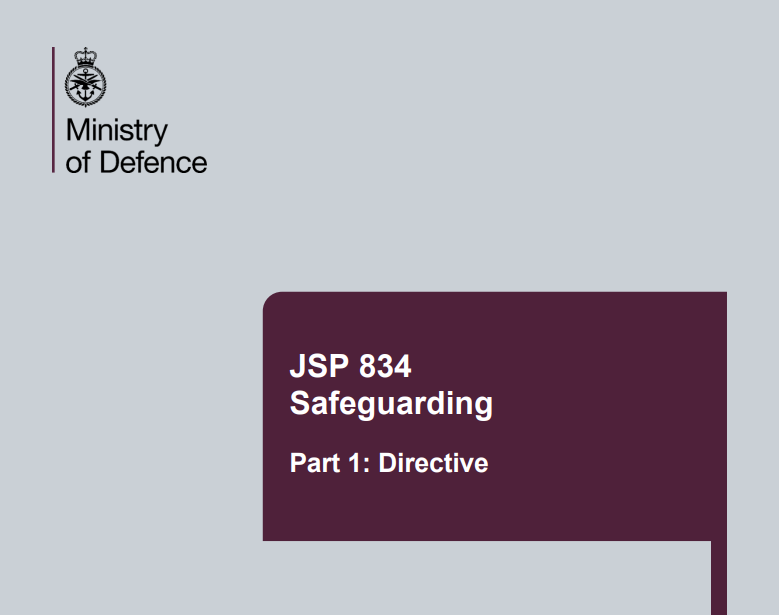 Ministry
of Defence
JSP 834
Safeguarding
Part 1: Directive